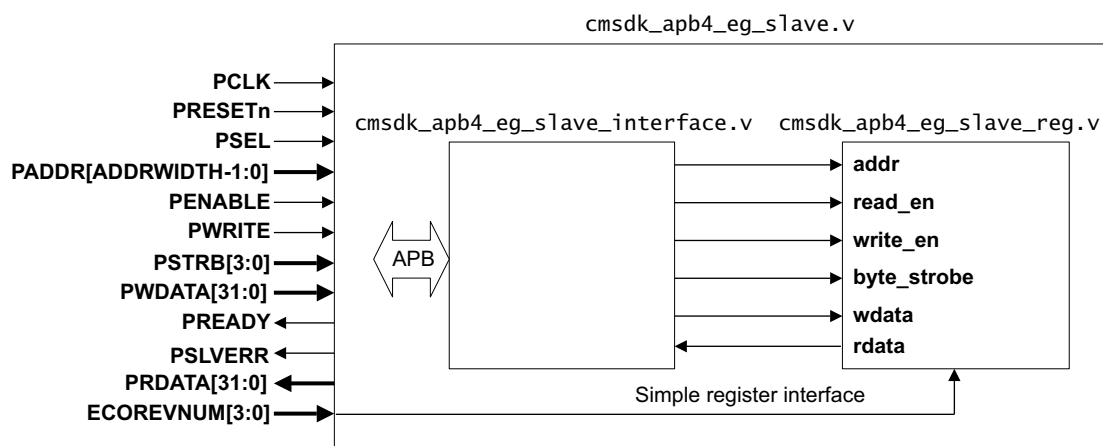 cmsdk_apb4_eg_slave.v
PCLK
PRESETn
PSEL
PADDR[ADDRWIDTH-1:0]
PENABLE
PWRITE
PSTRB[3:0]
PWDATA[31:0]
PREADY
PSLVERR
PRDATA[31:0]
ECOREVNUM[3:0]
cmsdk_apb4_eg_slave_interface.v
APB
cmsdk_apb4_eg_slave_reg.v
addr
read_en
write_en
byte_strobe
wdata
rdata
Simple register interface